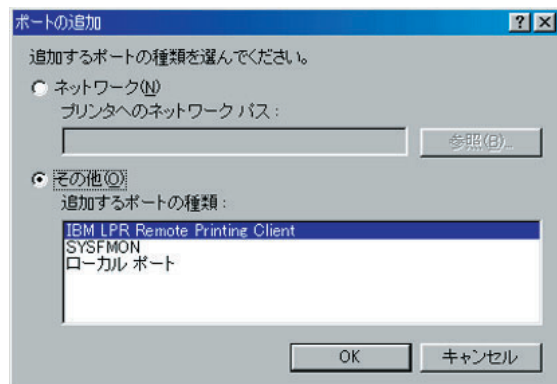 ポートの追加
追加するポートの種類を選んでください。
ネットワーク(N)
プリンタへのネットワーク パス:
参照(B)...
その他(O)
追加するポートの種類:
IBM LPR Remote Printing Client
SYSFMON
ローカル ポート
OK キャンセル